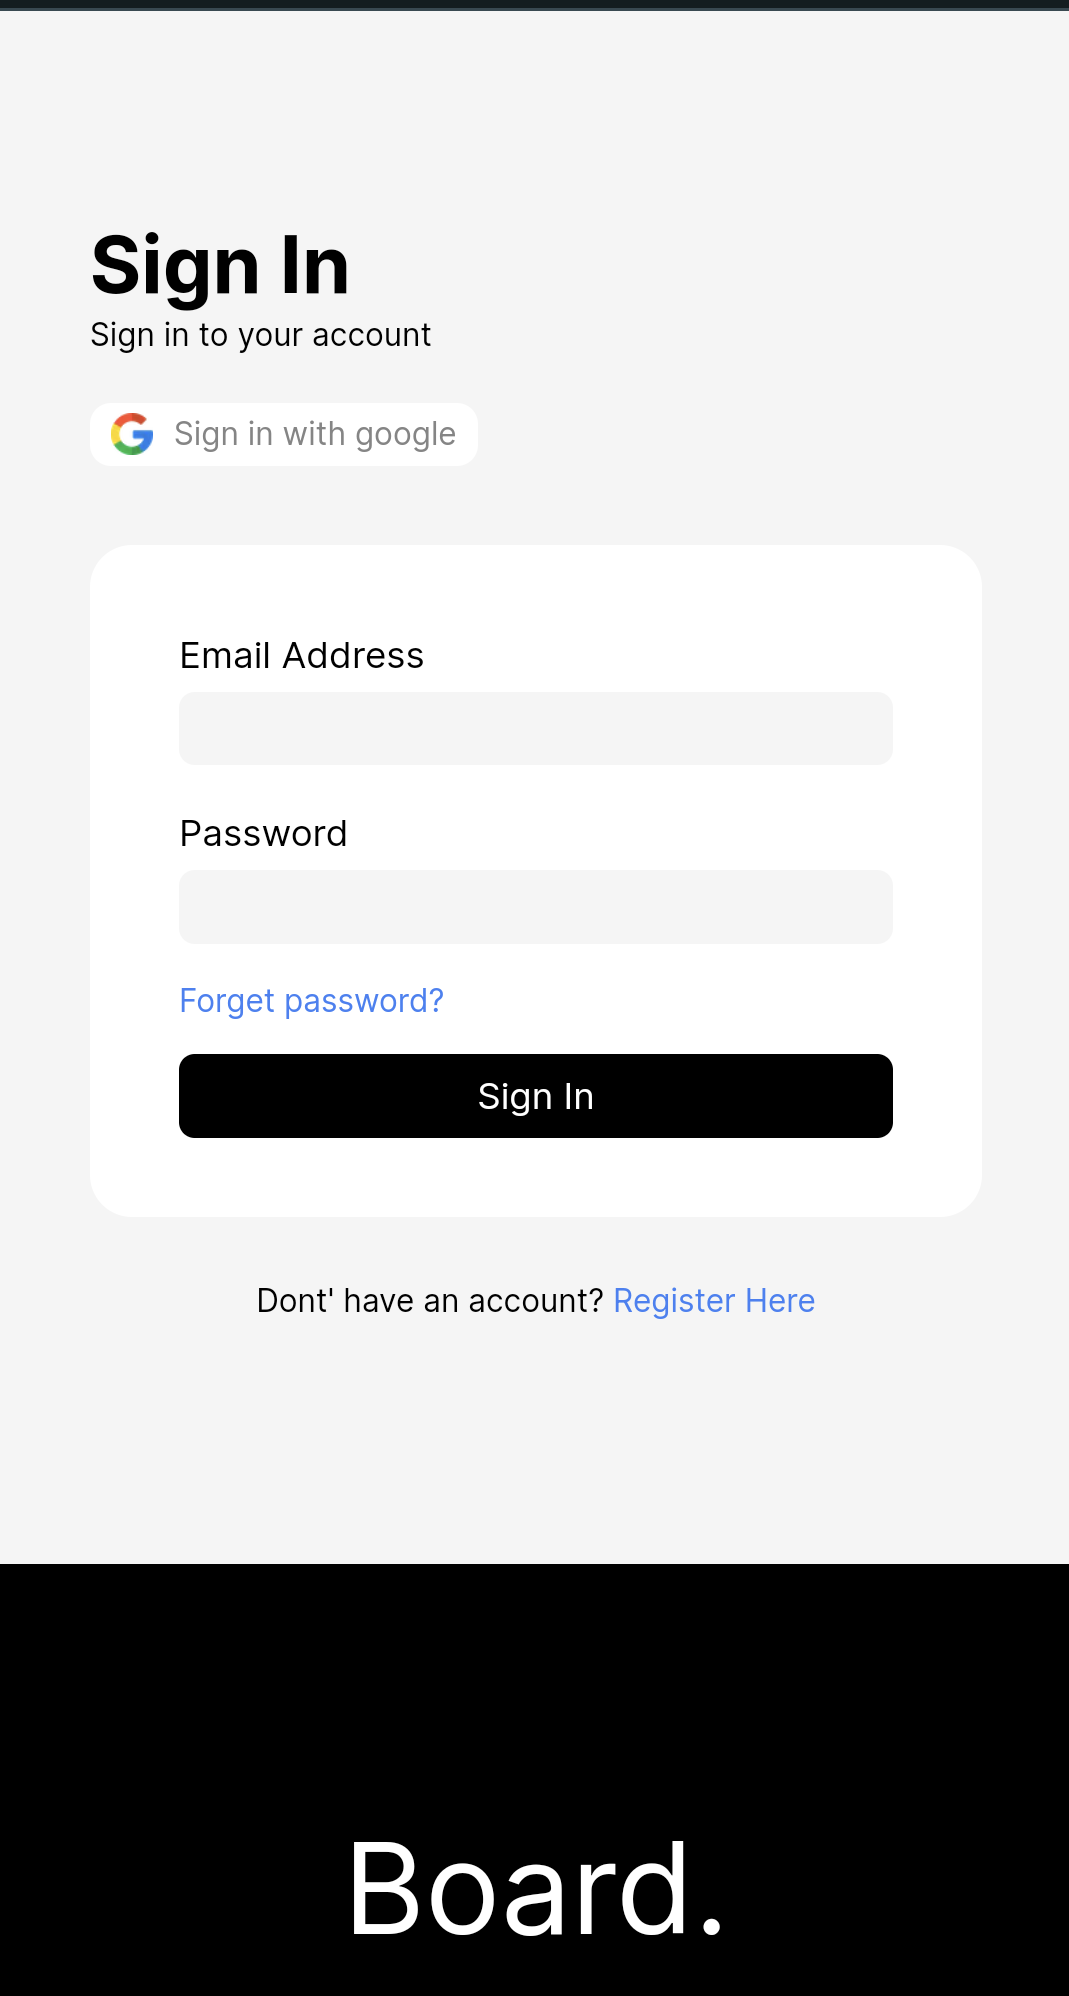 Sign In
Sign in to your account
Sign in with google
Email Address
Password
Forget password?
Sign In
Dont' have an account? Register Here
Board.